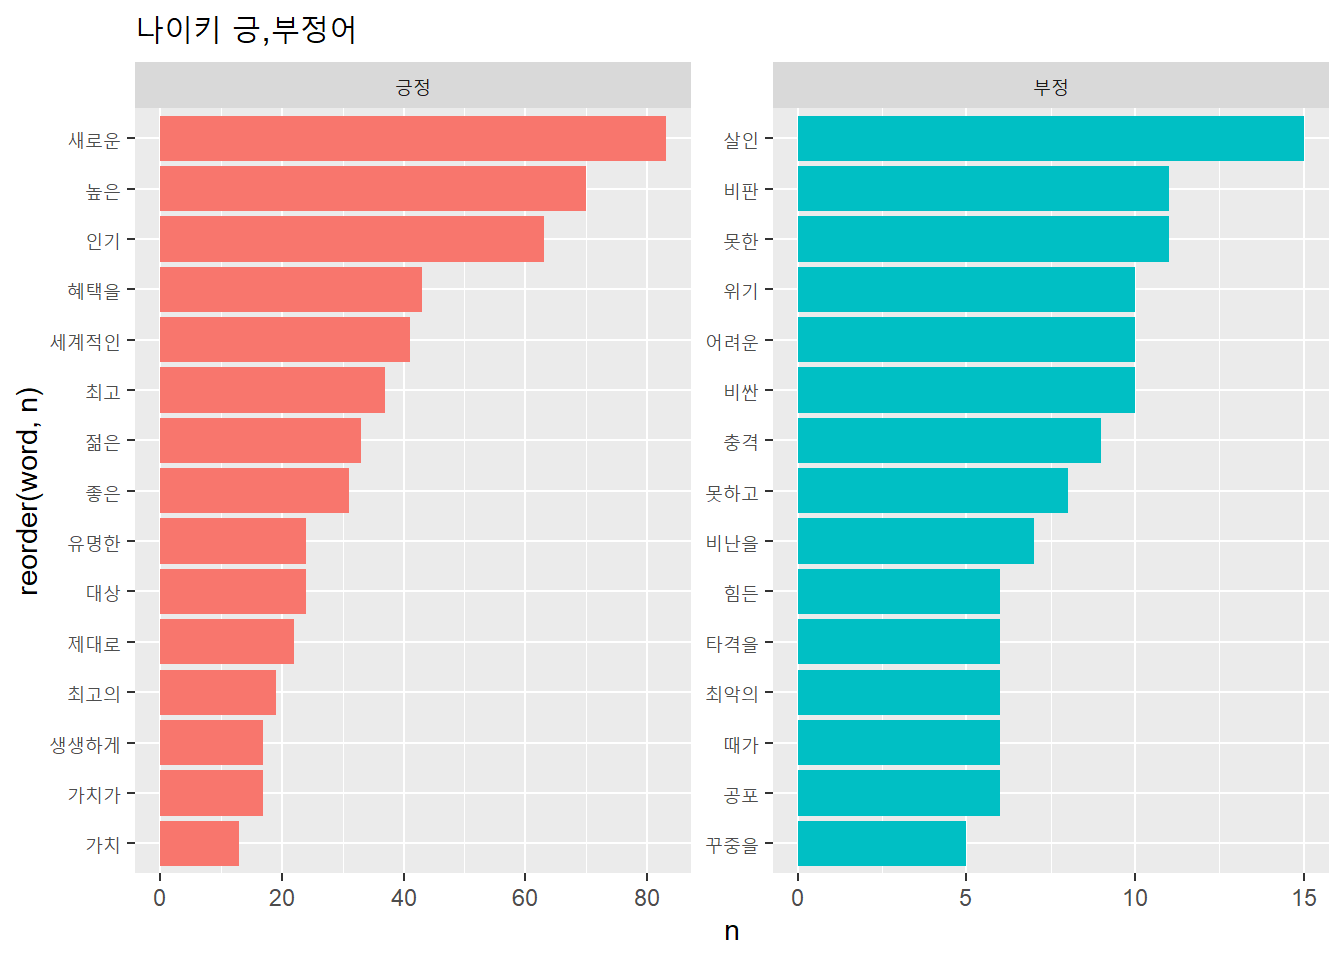 나이키 긍,부정어
긍정
새로운
높은
인기
혜택을
세계적인
최고
젊은
좋은
유명한
대상
제대로
최고의
생생하게
가치가
가치
0 20 40 60 80
부정
살인
비판
못한
위기
어려운
비싼
충격
못하고
비난을
힘든
타격을
최악의
때가
공포
꾸중을
0 5 10 15
n
reorder(word, n)